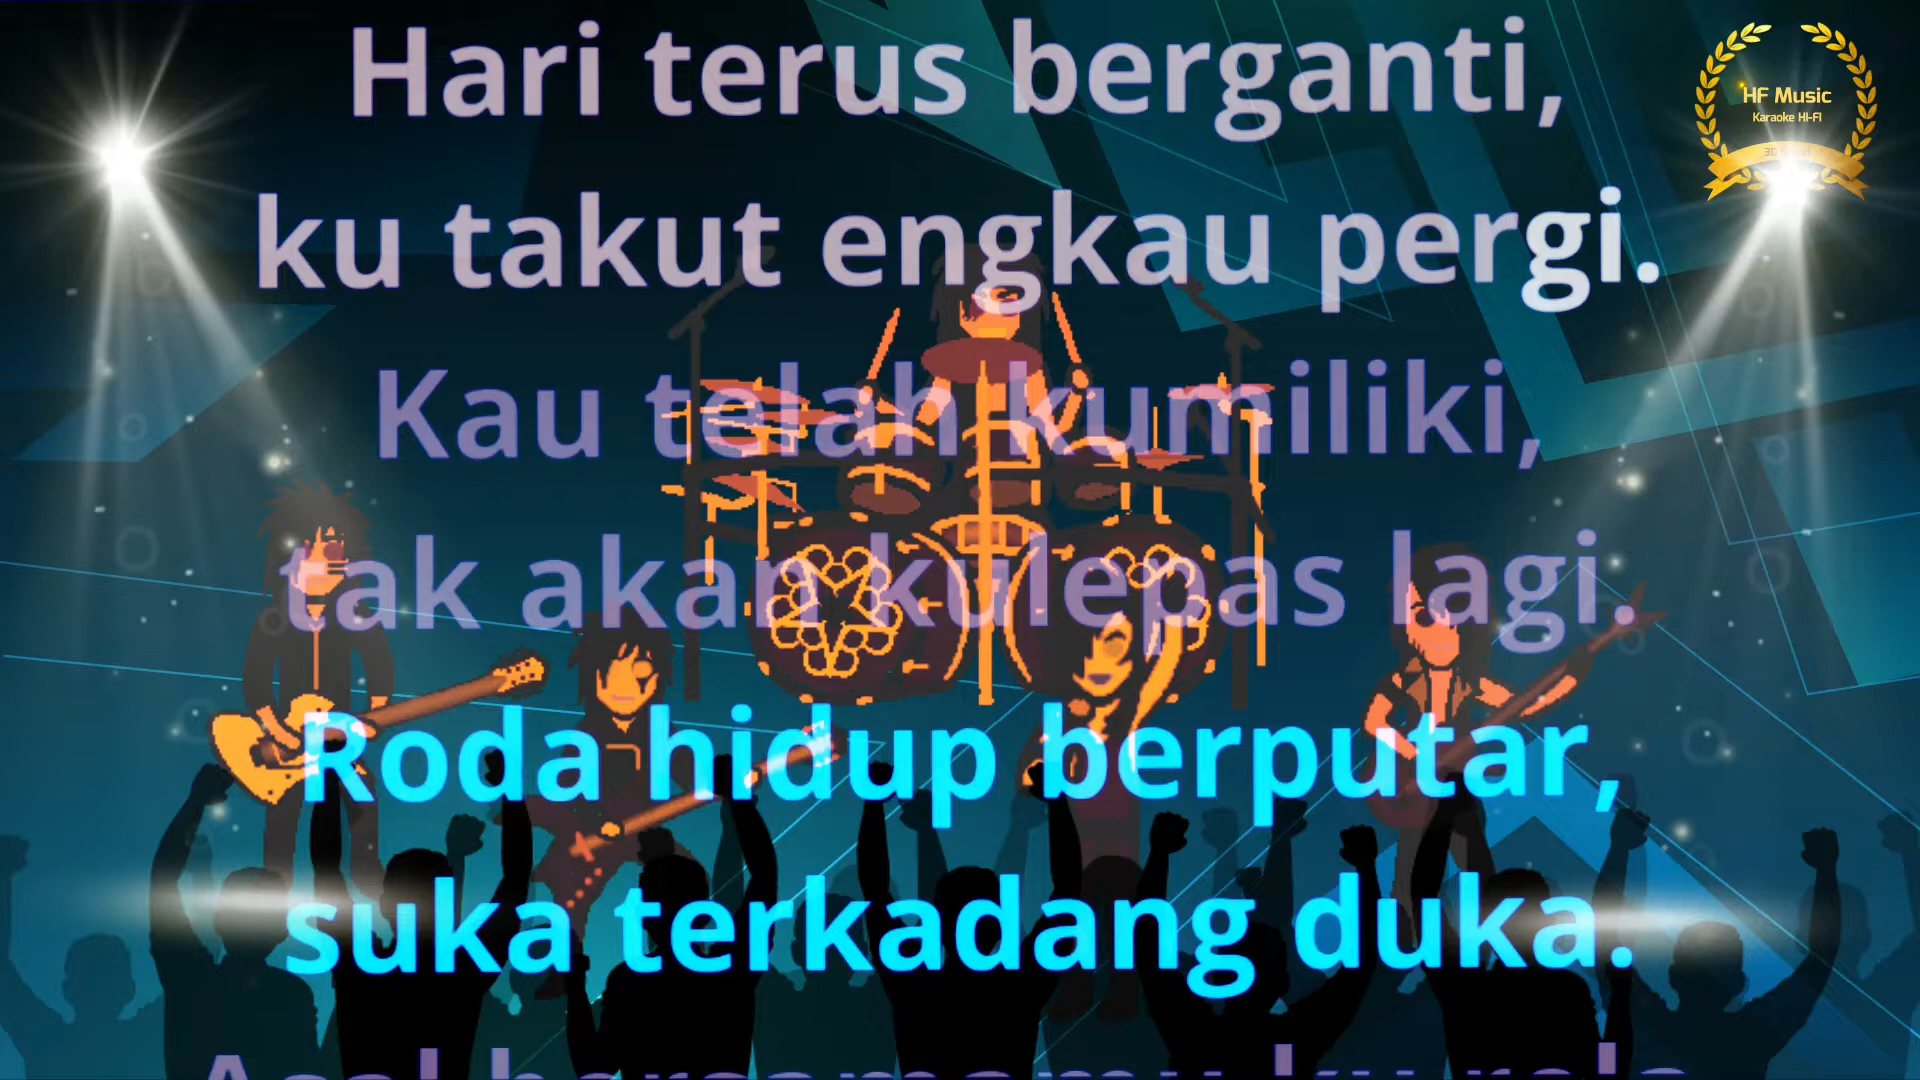 Hari terus berganti,
ku takut engkau pergi.
Kau telah kumiliki,
tak akan kulepas lagi.
Roda hidup berputar,
suka terkadang duka.
HF Music
Karaoke HI-FI